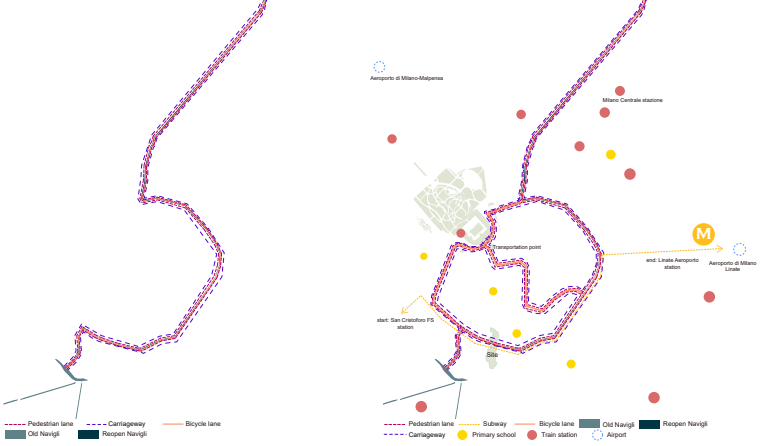 Aeroporto di Milano-Malpensa
Milano Centrale stazione
Transportation point
M
end: Linate Aeroporto
station
Aeroporto di Milano
Linate
start: San Cristoforo FS
station
Site
Pedestrian lane Carriageway Bicycle lane
Old Navigli Reopen Navigli
Pedestrian lane Subway Bicycle lane Old Navigli Reopen Navigli
Carriageway Primary school Train station Airport